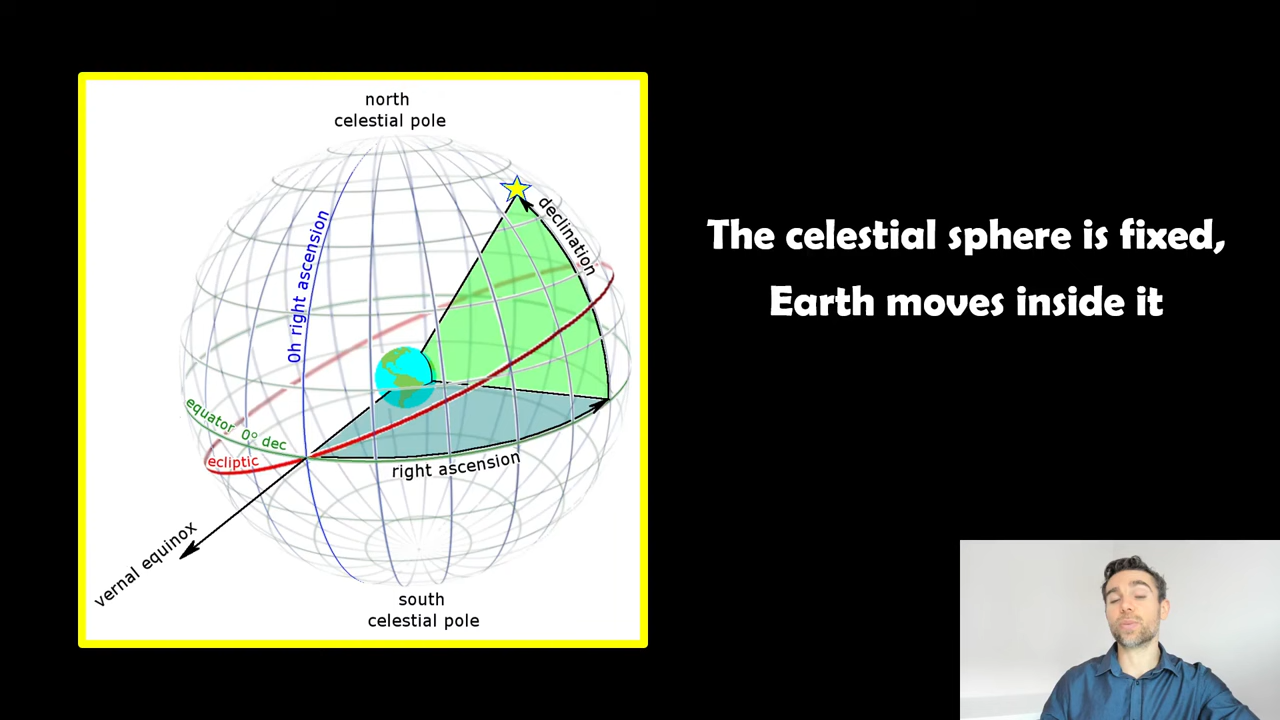 north
celestial pole
declination
0h right ascension
equator 0° dec
ecliptic
right ascension
vernal equinox
south
celestial pole
The celestial sphere is fixed,
Earth moves inside it